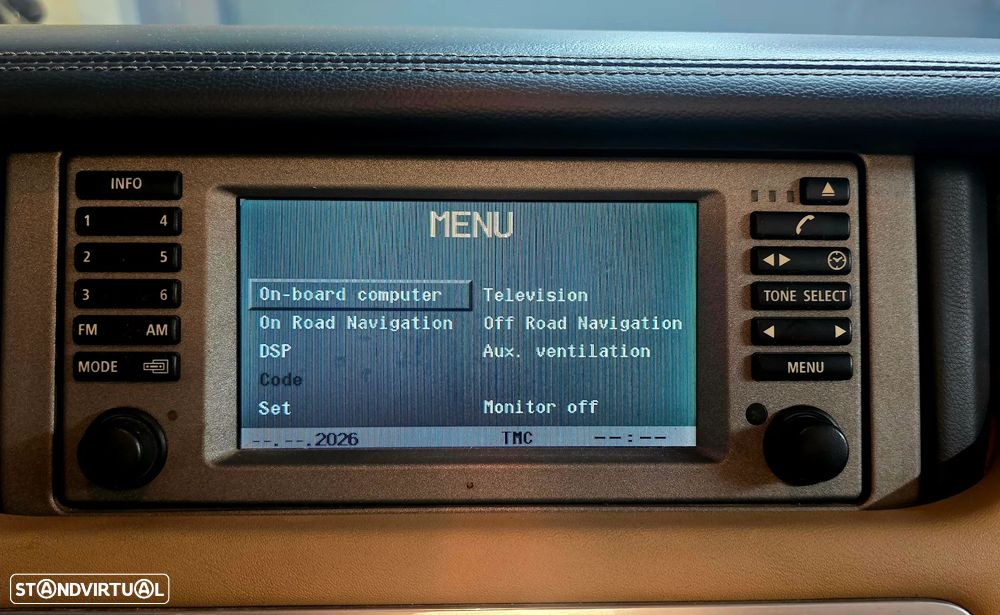 INFO
1 4
2 5
3 6
FM AM
MODE
MENU
On-board computer Television
On Road Navigation Off Road Navigation
DSP Aux. ventilation
Code
Set Monitor off
--.--.2026 TMC --:--
TONE SELECT
MENU
STANDVIRTUAL